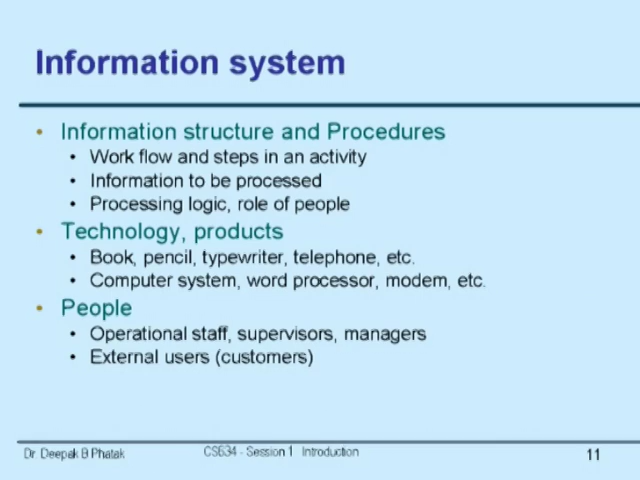 Information system
• Information structure and Procedures
• Work flow and steps in an activity
• Information to be processed
• Processing logic, role of people
• Technology, products
• Book, pencil, typewriter, telephone, etc.
• Computer system, word processor, modem, etc.
• People
• Operational staff, supervisors, managers
• External users (customers)
Dr. Deepak B Phatak CS634 - Session 1 Introduction 11